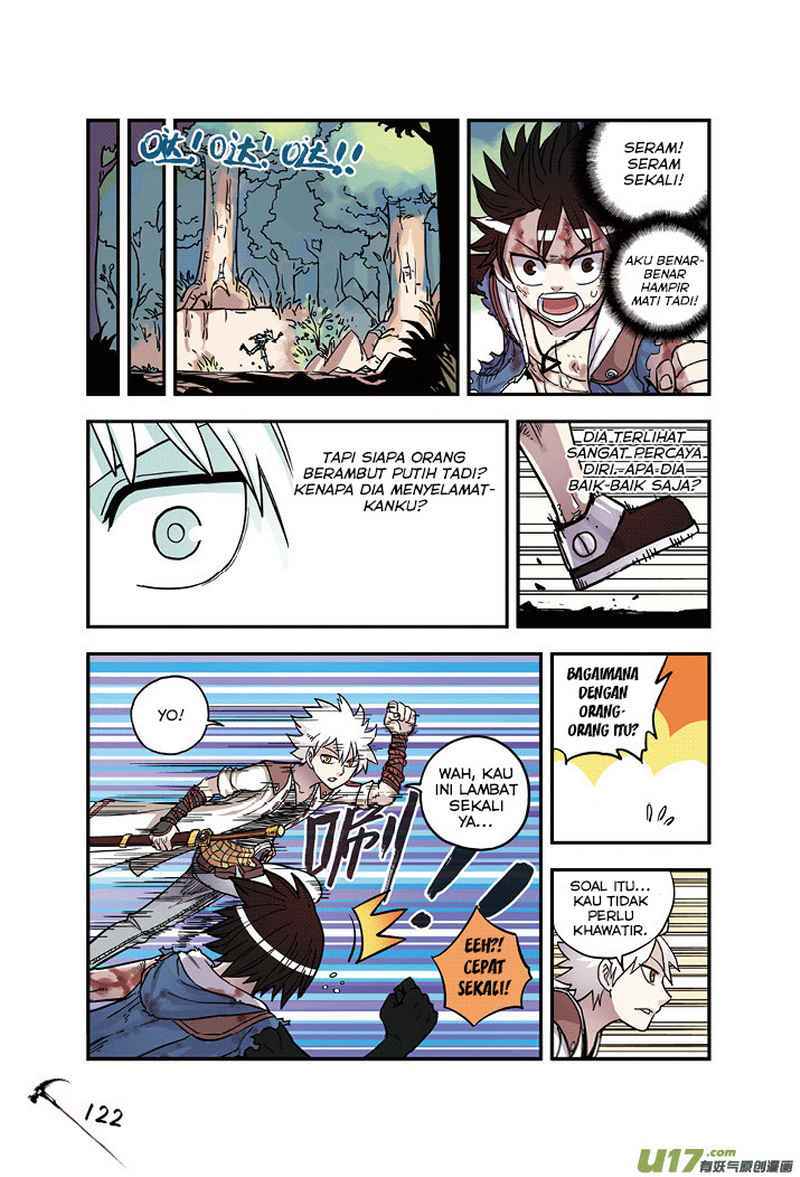 哒！哒！哒！！
SERAM!
SERAM
SEKALI!
AKU BENAR-
BENAR
HAMPIR
MATI TADI!
TAPI SIAPA ORANG
BERAMBUT PUTIH TADI?
KENAPA DIA MENYELAMAT-
KANKU?
DIA TERLIHAT
SANGAT PERCAYA
DIRI. APA DIA
BAIK-BAIK SAJA?
YO!
WAH, KAU
INI LAMBAT
SEKALI
YA...
唰!!
EEH?!
CEPAT
SEKALI!
BAGAIMANA
DENGAN
ORANG-
ORANG ITU?
SOAL ITU...
KAU TIDAK
PERLU
KHAWATIR.
122
U17.com
有妖气原创漫画